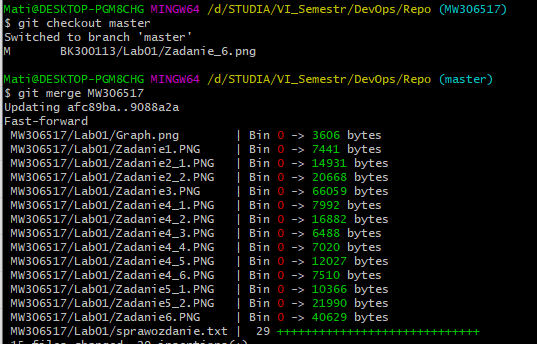 Mati@DESKTOP-PGM8CHG MINGW64 /d/STUDIA/VI_Semestr/DevOps/Repo (MW306517)
$ git checkout master
Switched to branch 'master'
M       BK300113/Lab01/Zadanie_6.png

Mati@DESKTOP-PGM8CHG MINGW64 /d/STUDIA/VI_Semestr/DevOps/Repo (master)
$ git merge MW306517
Updating afc89ba..9088a2a
Fast-forward
 MW306517/Lab01/Graph.png        | Bin 0 -> 3606 bytes
 MW306517/Lab01/Zadanie1.PNG     | Bin 0 -> 7441 bytes
 MW306517/Lab01/Zadanie2_1.PNG   | Bin 0 -> 14931 bytes
 MW306517/Lab01/Zadanie2_2.PNG   | Bin 0 -> 20668 bytes
 MW306517/Lab01/Zadanie3.PNG     | Bin 0 -> 66059 bytes
 MW306517/Lab01/Zadanie4_1.PNG   | Bin 0 -> 7992 bytes
 MW306517/Lab01/Zadanie4_2.PNG   | Bin 0 -> 16882 bytes
 MW306517/Lab01/Zadanie4_3.PNG   | Bin 0 -> 6488 bytes
 MW306517/Lab01/Zadanie4_4.PNG   | Bin 0 -> 7020 bytes
 MW306517/Lab01/Zadanie4_5.PNG   | Bin 0 -> 12027 bytes
 MW306517/Lab01/Zadanie4_6.PNG   | Bin 0 -> 7510 bytes
 MW306517/Lab01/Zadanie5_1.PNG   | Bin 0 -> 10366 bytes
 MW306517/Lab01/Zadanie5_2.PNG   | Bin 0 -> 21990 bytes
 MW306517/Lab01/Zadanie6.PNG     | Bin 0 -> 40629 bytes
 MW306517/Lab01/sprawozdanie.txt |  29 +++++++++++++++++++++++++++++
 files changed, insertions(+)